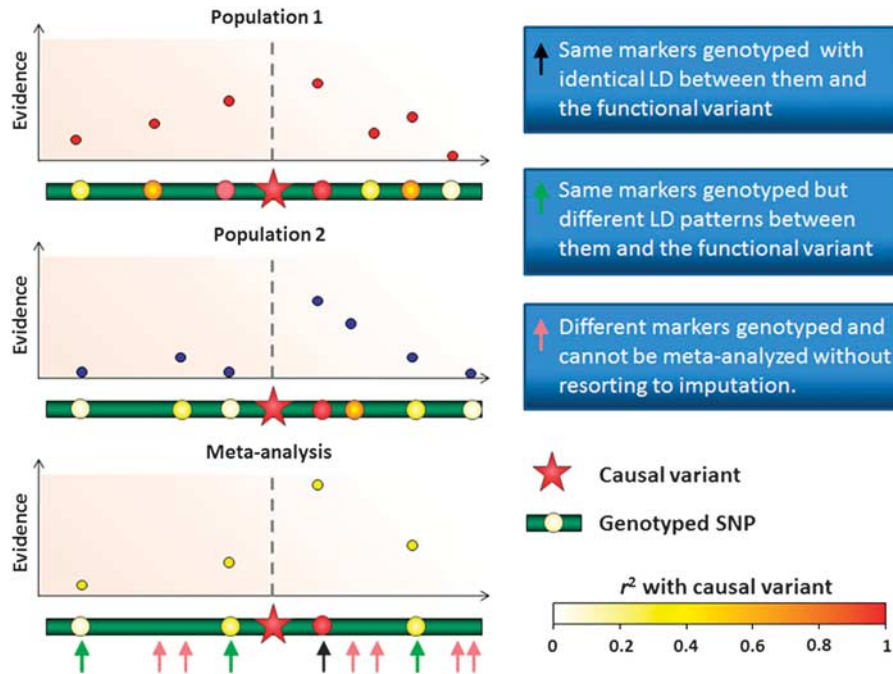 Population 1
Evidence
Population 2
Evidence
Meta-analysis
Evidence
Same markers genotyped with
identical LD between them and
the functional variant
Same markers genotyped but
different LD patterns between
them and the functional variant
Different markers genotyped and
cannot be meta-analyzed without
resorting to imputation.
Causal variant
Genotyped SNP
r² with causal variant
0 0.2 0.4 0.6 0.8 1